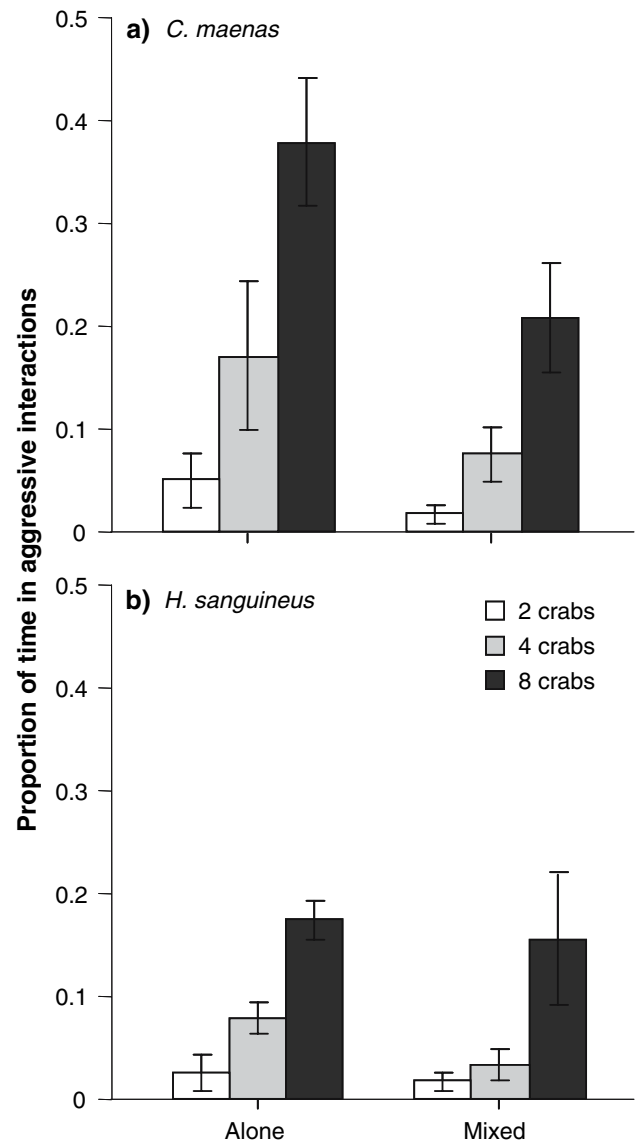 Proportion of time in aggressive interactions
a) C. maenas
0.5
0.4
0.3
0.2
0.1
0
b) H. sanguineus
0.5
0.4
0.3
0.2
0.1
0
2 crabs
4 crabs
8 crabs
Alone
Mixed